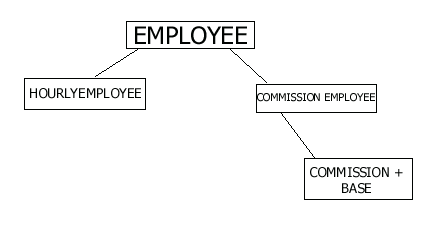 EMPLOYEE
HOURLYEMPLOYEE
COMMISSION EMPLOYEE
COMMISSION +
BASE